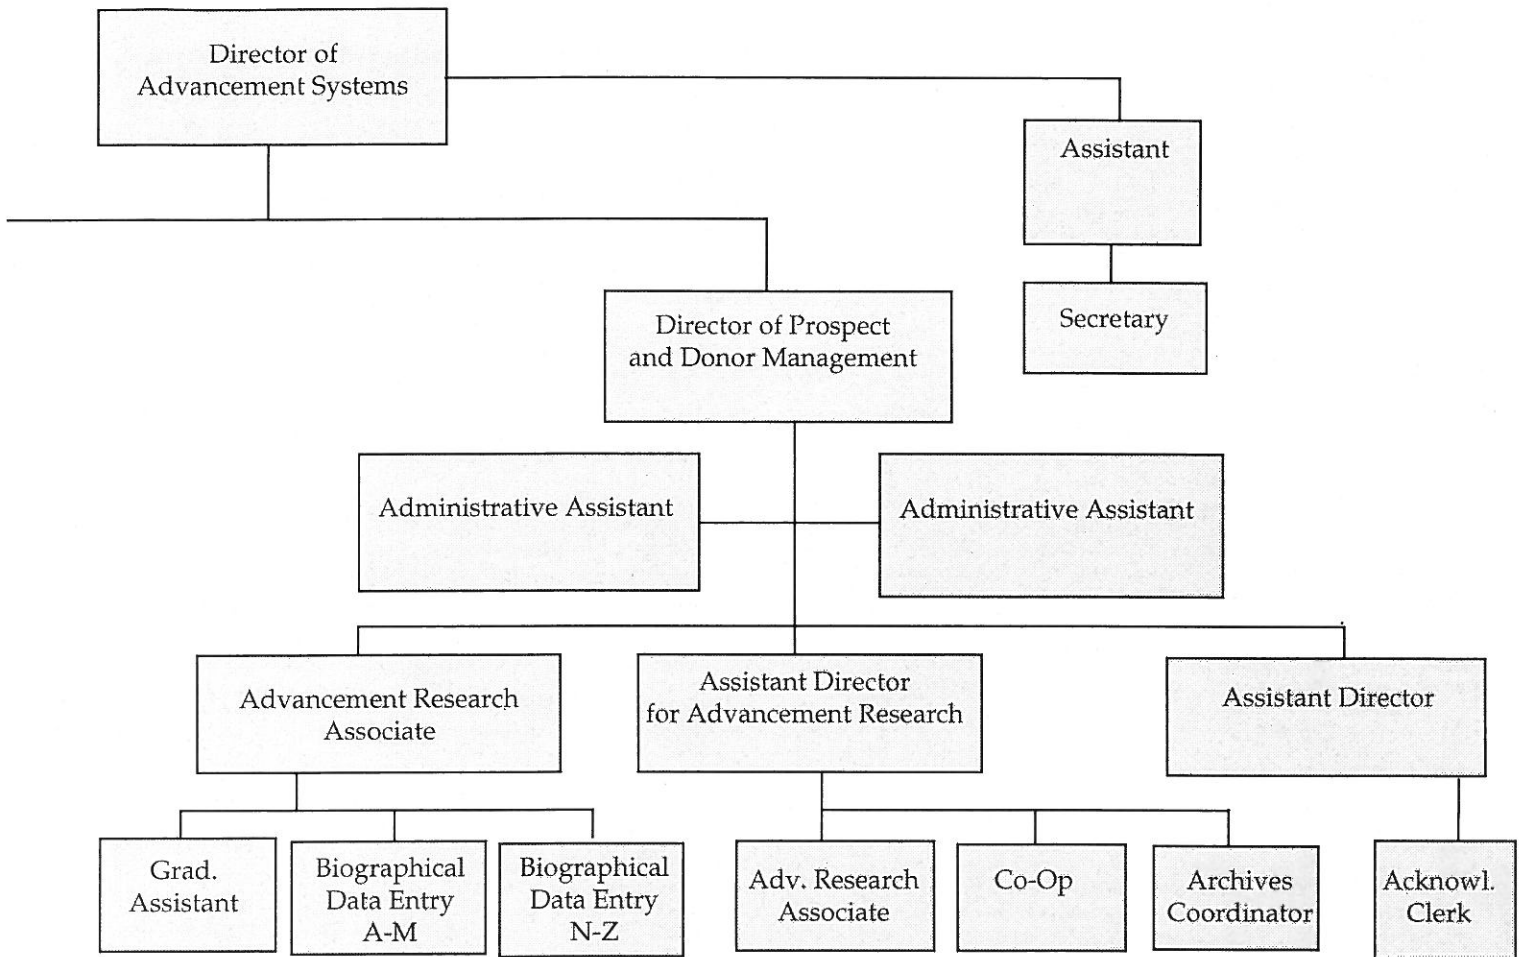 Director of
Advancement Systems
Assistant
Secretary
Director of Prospect
and Donor Management
Administrative Assistant
Administrative Assistant
Advancement Research
Associate
Assistant Director
for Advancement Research
Assistant Director
Grad.
Assistant
Biographical
Data Entry
A-M
Biographical
Data Entry
N-Z
Adv. Research
Associate
Co-Op
Archives
Coordinator
Acknowl.
Clerk